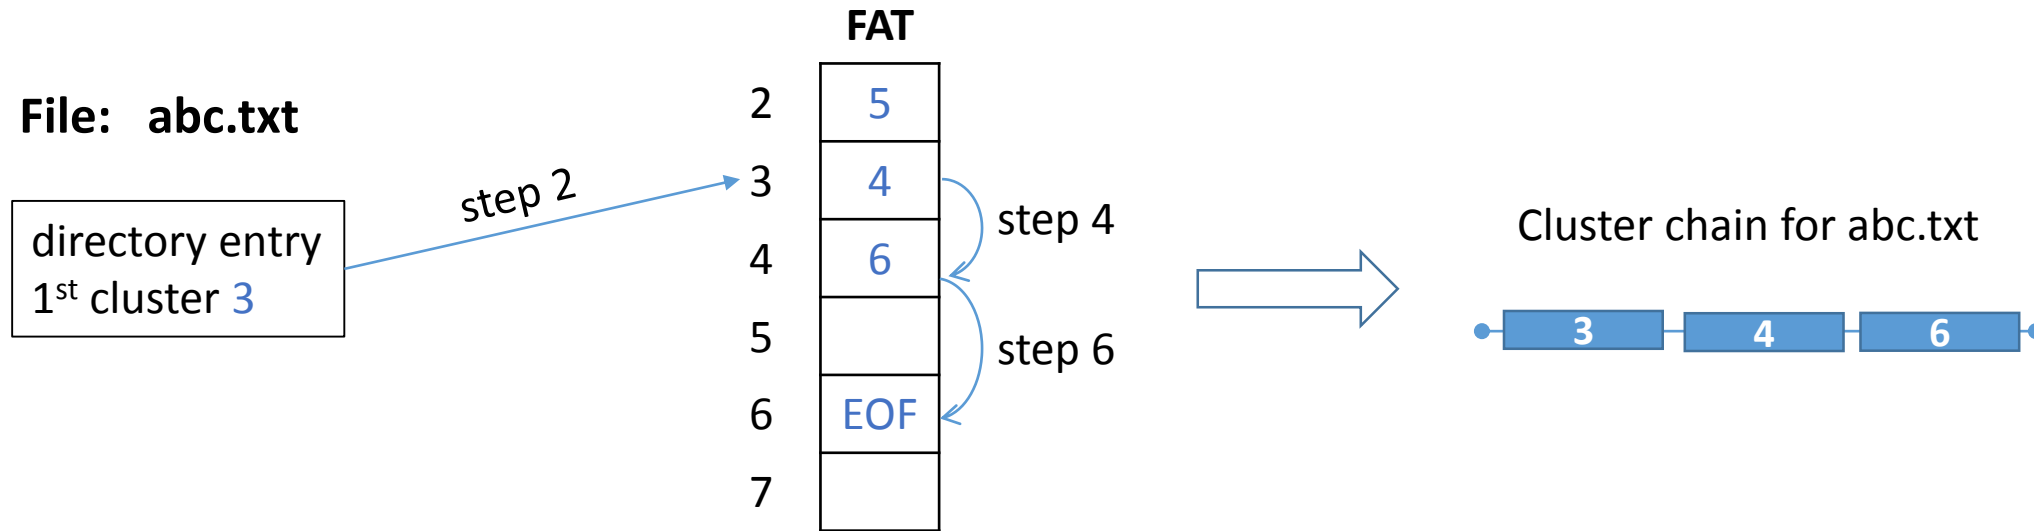 File: abc.txt
directory entry
1st cluster 3
step 2
FAT
2 5
3 4
4 6
5
6 EOF
7
step 4
step 6
Cluster chain for abc.txt
3 4 6